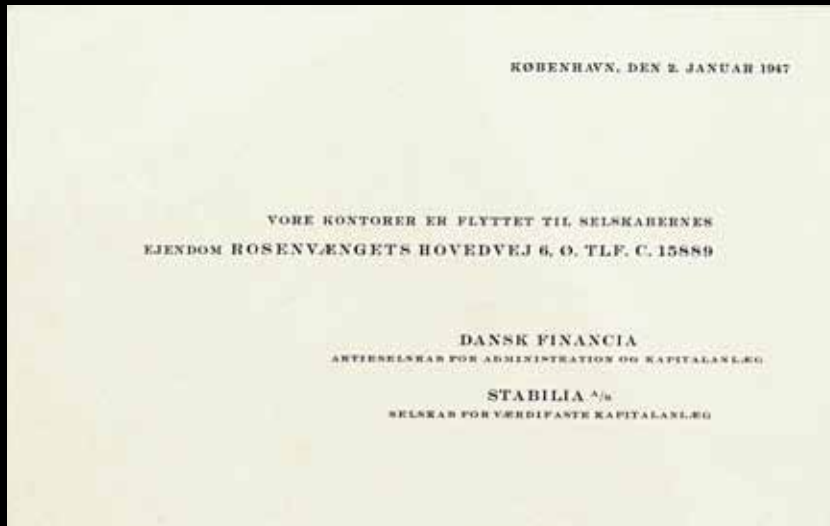 KØBENHAVN, DEN 2. JANUAR 1947
VORE KONTORER ER FLYTTET TIL SELSKABERNES
EJENDOM ROSENVÆNGETS HOVEDVEJ 6, Ø. TLF. C. 15889
DANSK FINANCIA
AKTIESELSKAB FOR ADMINISTRATION OG KAPITALANLÆG
STABILIA A/S
SELSKAB FOR VÆRDIFASTE KAPITALANLÆG